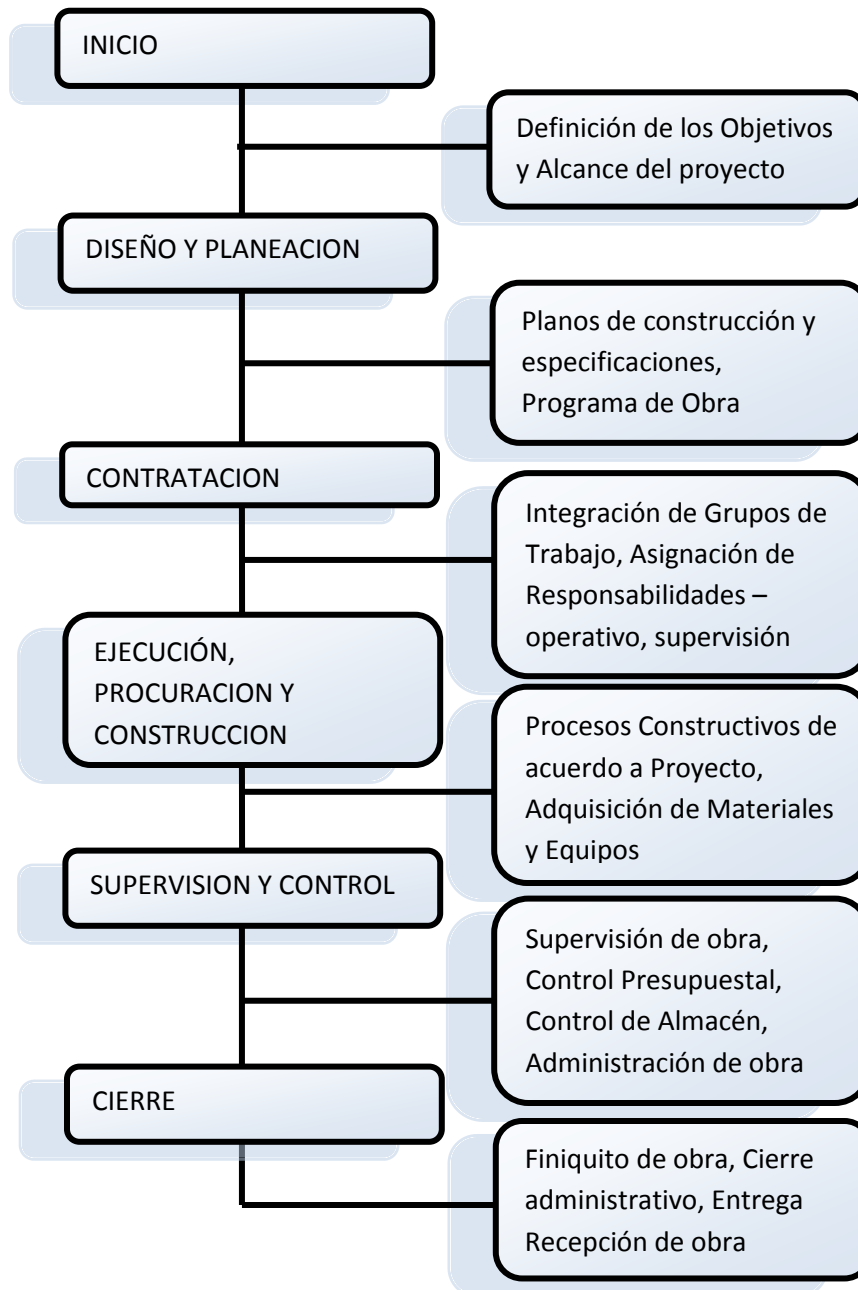 INICIO
Definición de los Objetivos
y Alcance del proyecto
DISEÑO Y PLANEACION
Planos de construcción y
especificaciones,
Programa de Obra
CONTRATACION
Integración de Grupos de
Trabajo, Asignación de
Responsabilidades –
operativo, supervisión
EJECUCIÓN,
PROCURACION Y
CONSTRUCCION
Procesos Constructivos de
acuerdo a Proyecto,
Adquisición de Materiales
y Equipos
SUPERVISION Y CONTROL
Supervisión de obra,
Control Presupuestal,
Control de Almacén,
Administración de obra
CIERRE
Finiquito de obra, Cierre
administrativo, Entrega
Recepción de obra